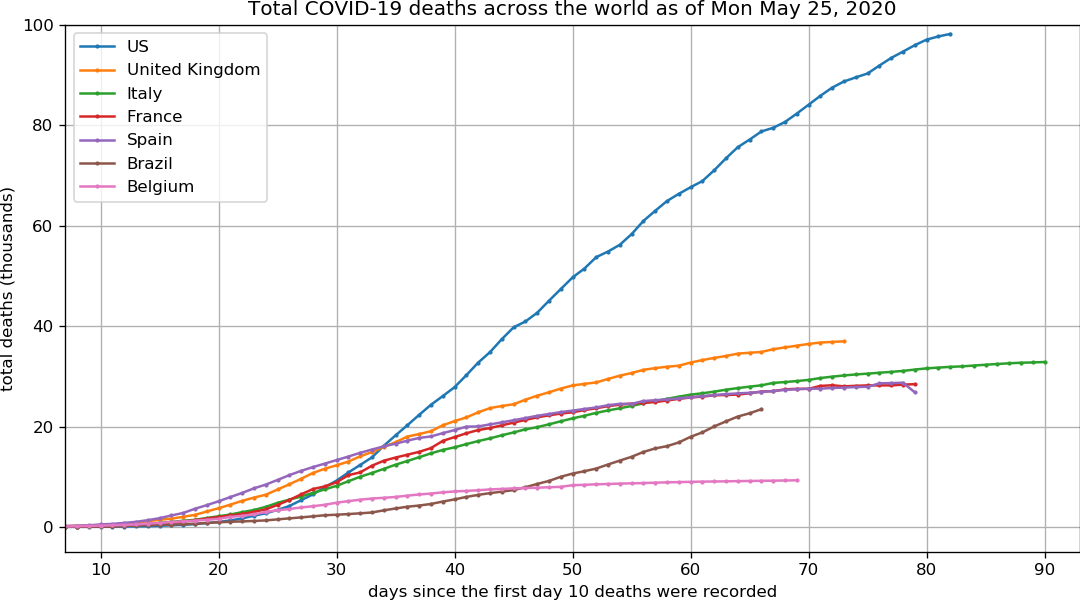 Total COVID-19 deaths across the world as of Mon May 25, 2020
100
80
60
40
20
0
total deaths (thousands)
US
United Kingdom
Italy
France
Spain
Brazil
Belgium
10
20
30
40
50
60
70
80
90
days since the first day 10 deaths were recorded